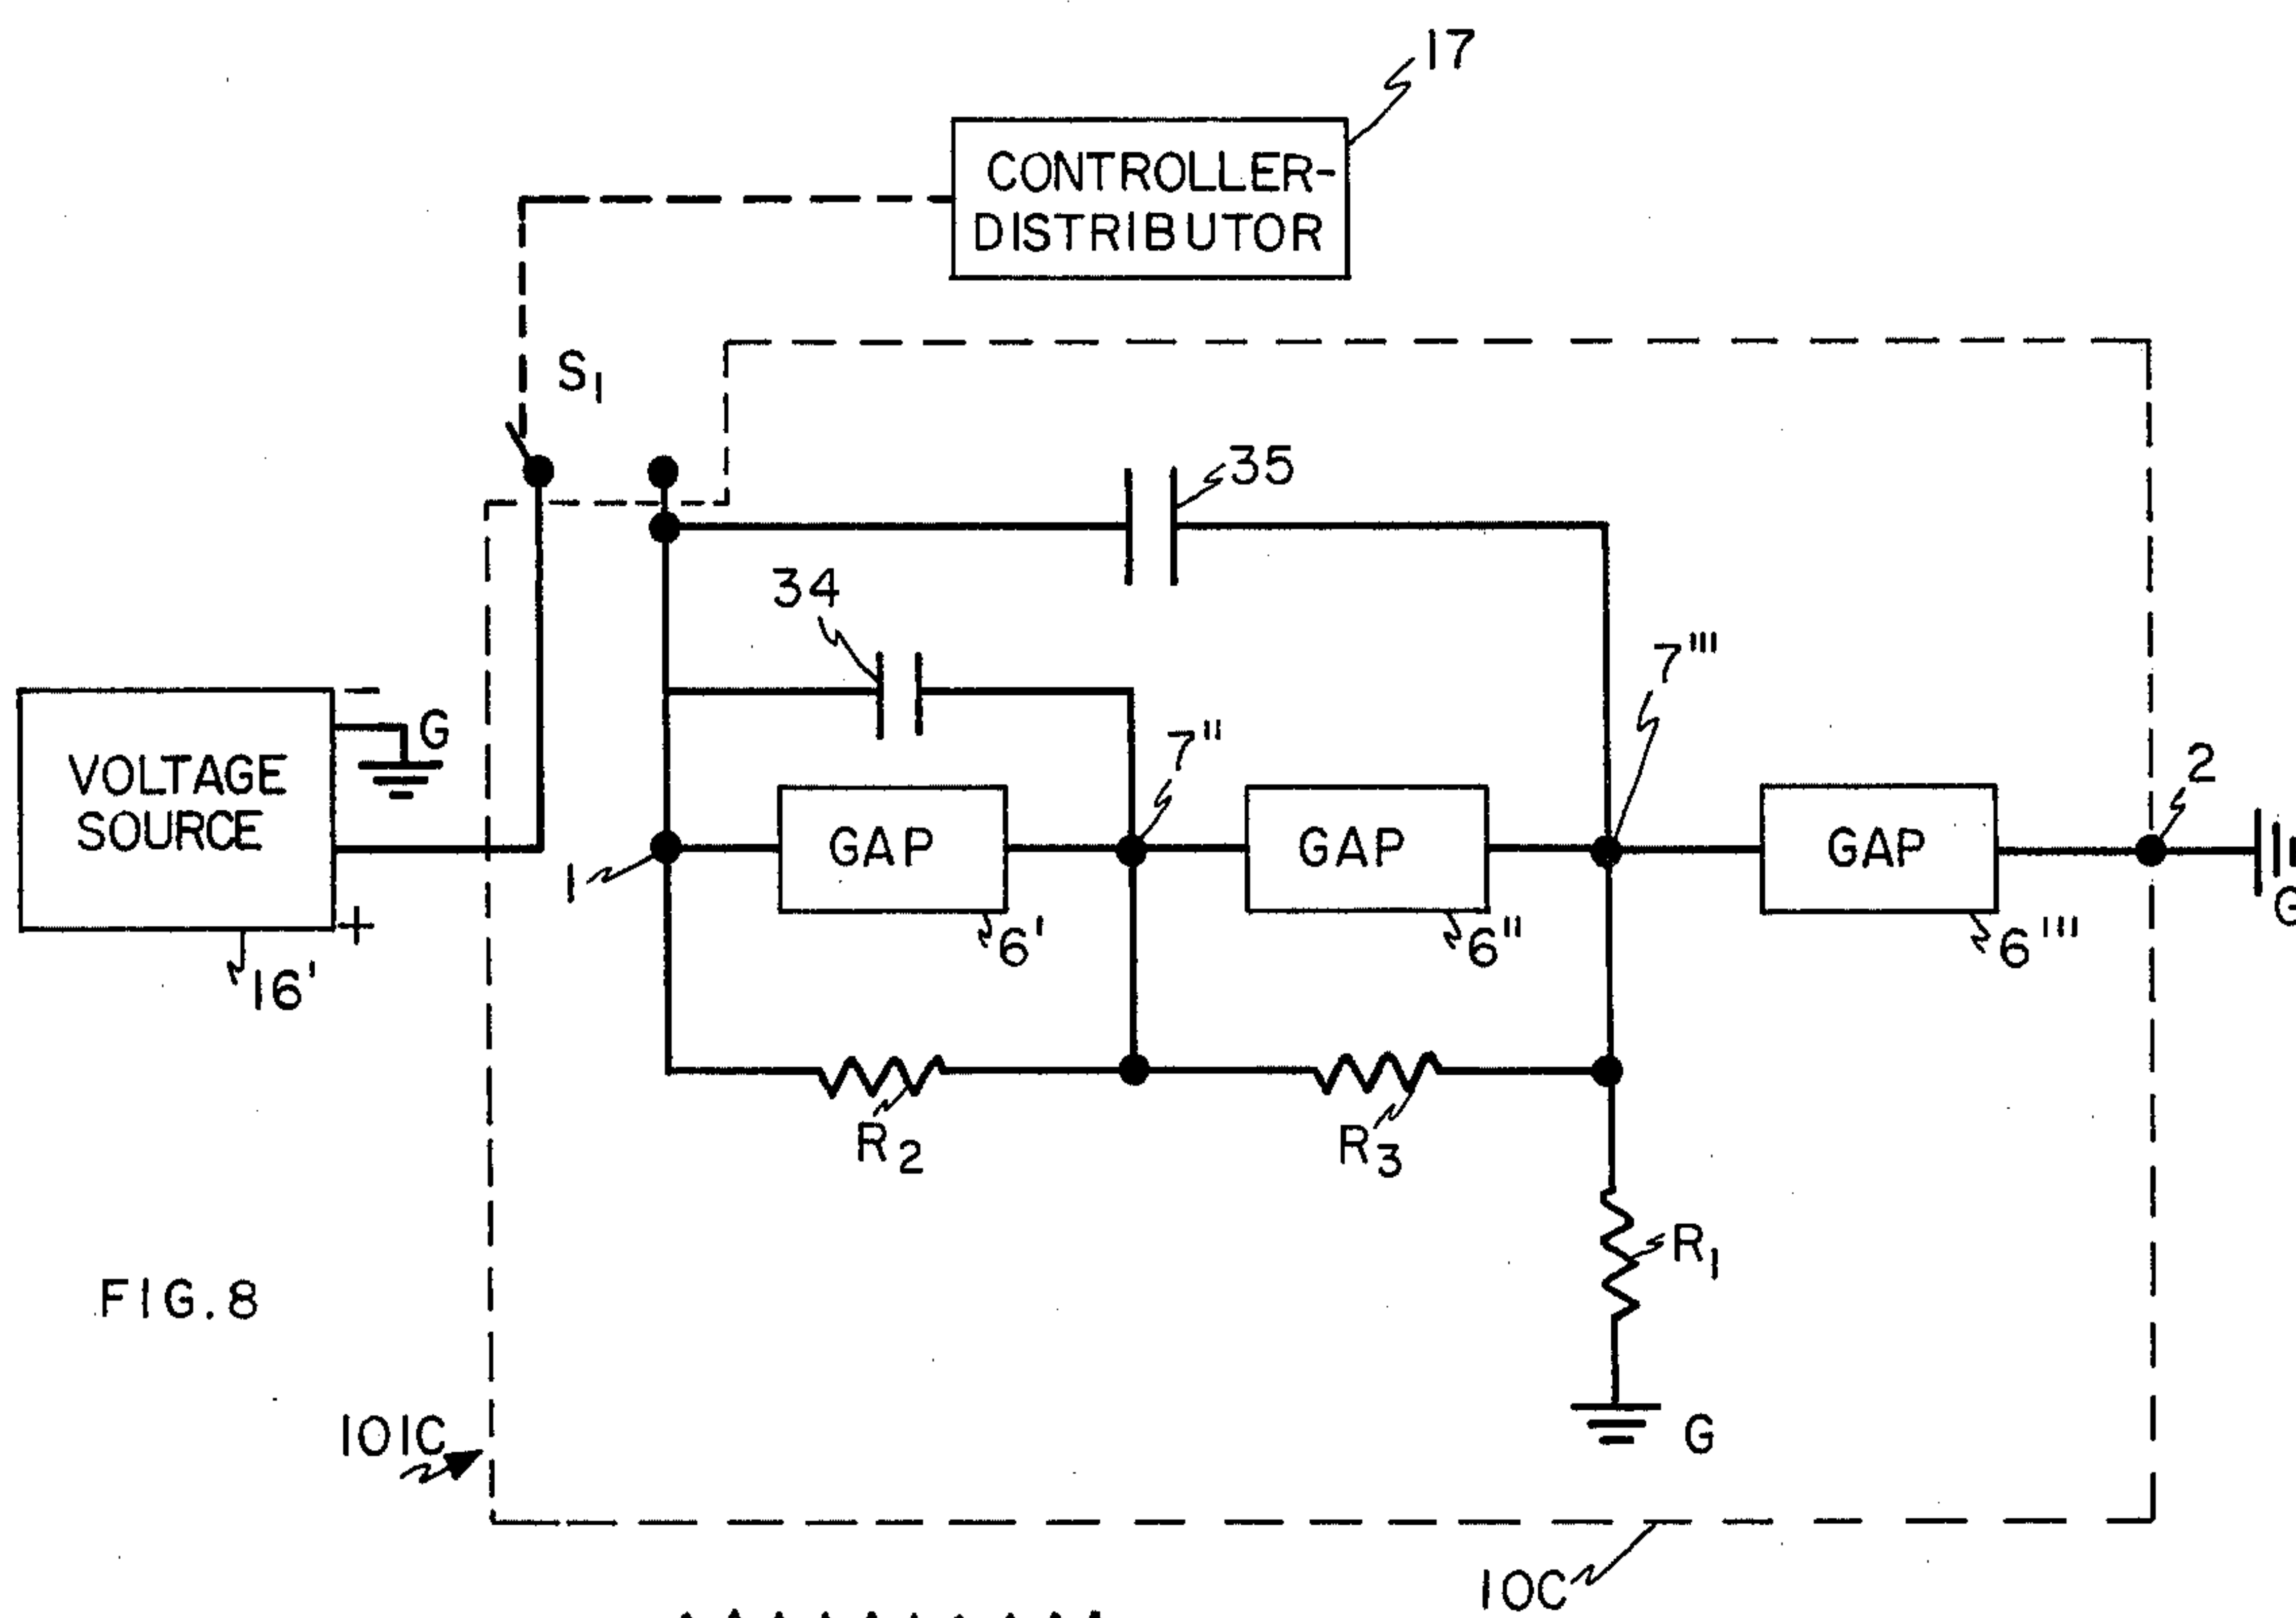 17
CONTROLLER-
DISTRIBUTOR
S1
35
34
7'''
7"
−
G
VOLTAGE
SOURCE
+
16'
1
GAP
6'
GAP
6"
GAP
6'''
2
G
R2
R3
R1
G
FIG.8
101C
10C